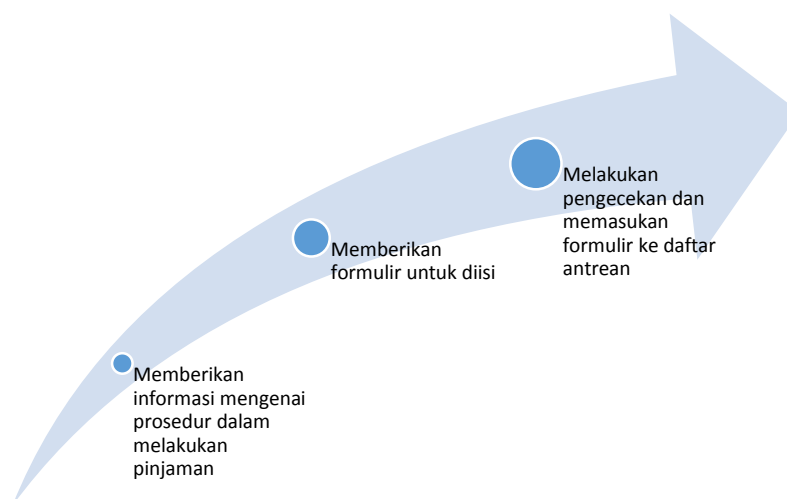 Memberikan
informasi mengenai
prosedur dalam
melakukan
pinjaman
Memberikan
formulir untuk diisi
Melakukan
pengecekan dan
memasukan
formulir ke daftar
antrean